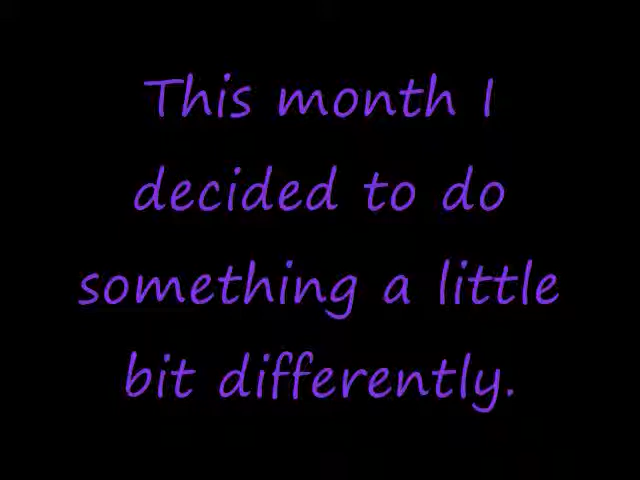 This month I
decided to do
something a little
bit differently.